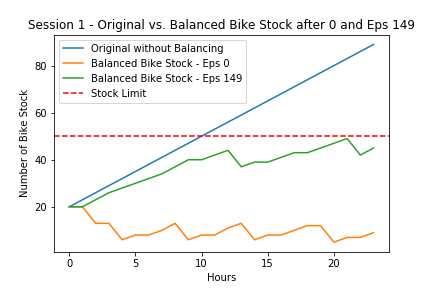 Session 1 - Original vs. Balanced Bike Stock after 0 and Eps 149
Original without Balancing
Balanced Bike Stock - Eps 0
Balanced Bike Stock - Eps 149
Stock Limit
Number of Bike Stock
80
60
40
20
0
5
10
15
20
Hours